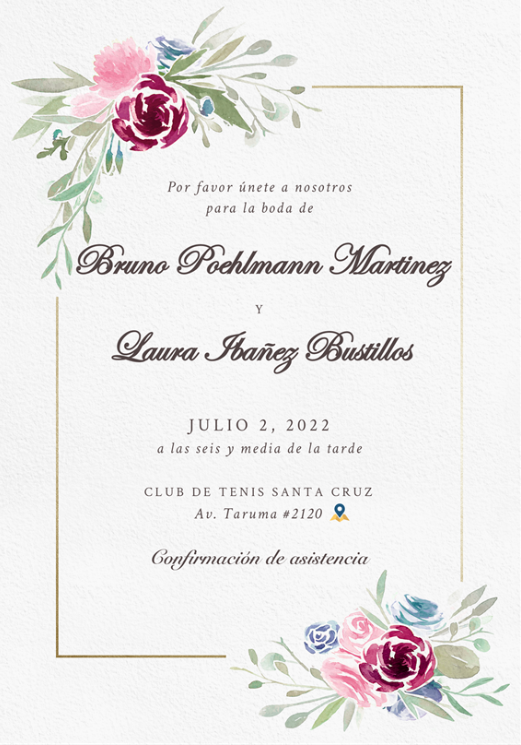 Por favor únete a nosotros
para la boda de
Bruno Poehlmann Martinez
Y
Laura Ibañez Bustillos
JULIO 2, 2022
a las seis y media de la tarde
CLUB DE TENIS SANTA CRUZ
Av. Taruma #2120
Confirmación de asistencia